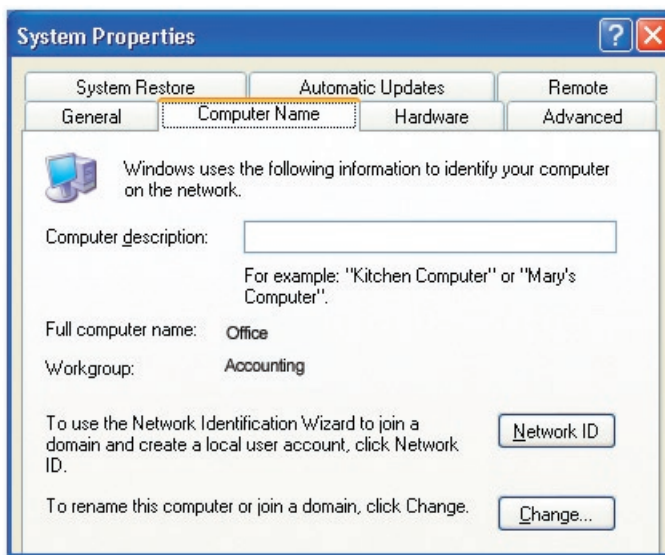 System Properties
System Restore
Automatic Updates
Remote
General
Computer Name
Hardware
Advanced
Windows uses the following information to identify your computer
on the network.
Computer description:
For example: "Kitchen Computer" or "Mary's
Computer".
Full computer name:
Office
Workgroup:
Accounting
To use the Network Identification Wizard to join a
domain and create a local user account, click Network
ID.
Network ID
To rename this computer or join a domain, click Change.
Change...